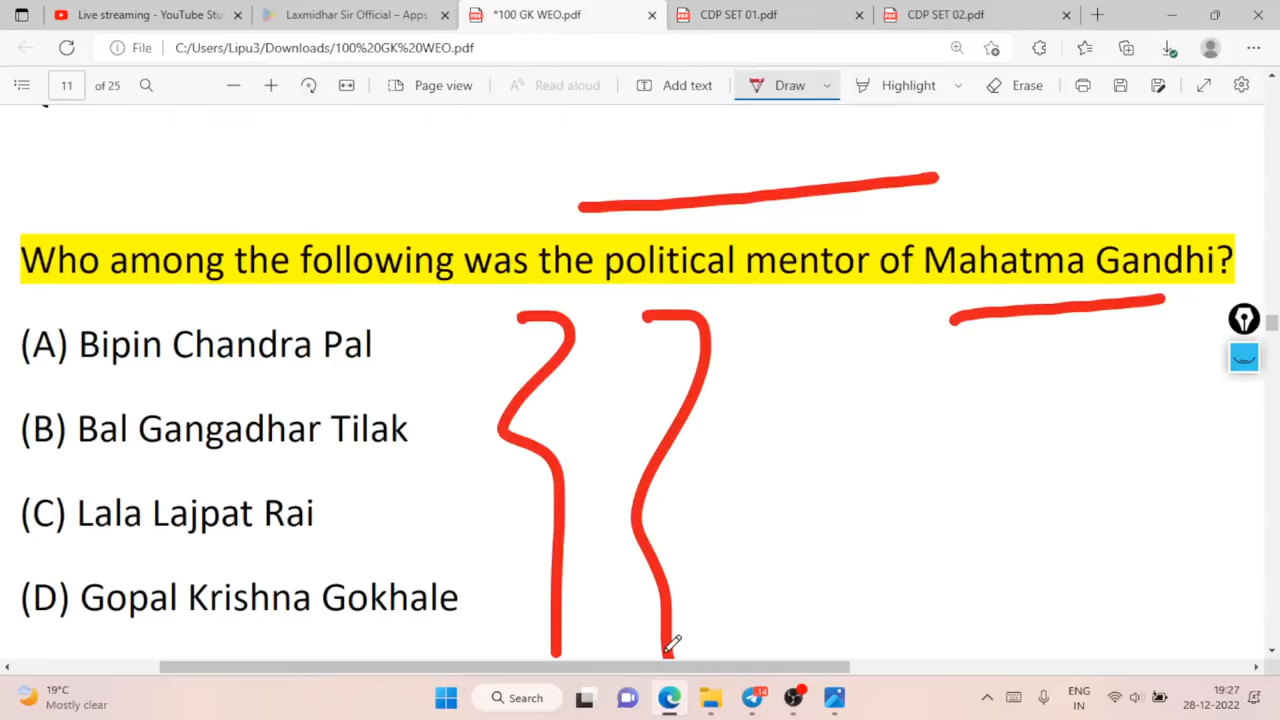 Live streaming - YouTube Stu
Laxmidhar Sir Official – Apps
*100 GK WEO.pdf
CDP SET 01.pdf
CDP SET 02.pdf
File
C:/Users/Lipu3/Downloads/100%20GK%20WEO.pdf
11 of 25
Page view
Read aloud
Add text
Draw
Highlight
Erase
Who among the following was the political mentor of Mahatma Gandhi?
(A) Bipin Chandra Pal
(B) Bal Gangadhar Tilak
(C) Lala Lajpat Rai
(D) Gopal Krishna Gokhale
19°C
Mostly clear
Search
14
ENG
IN
19:27
28-12-2022